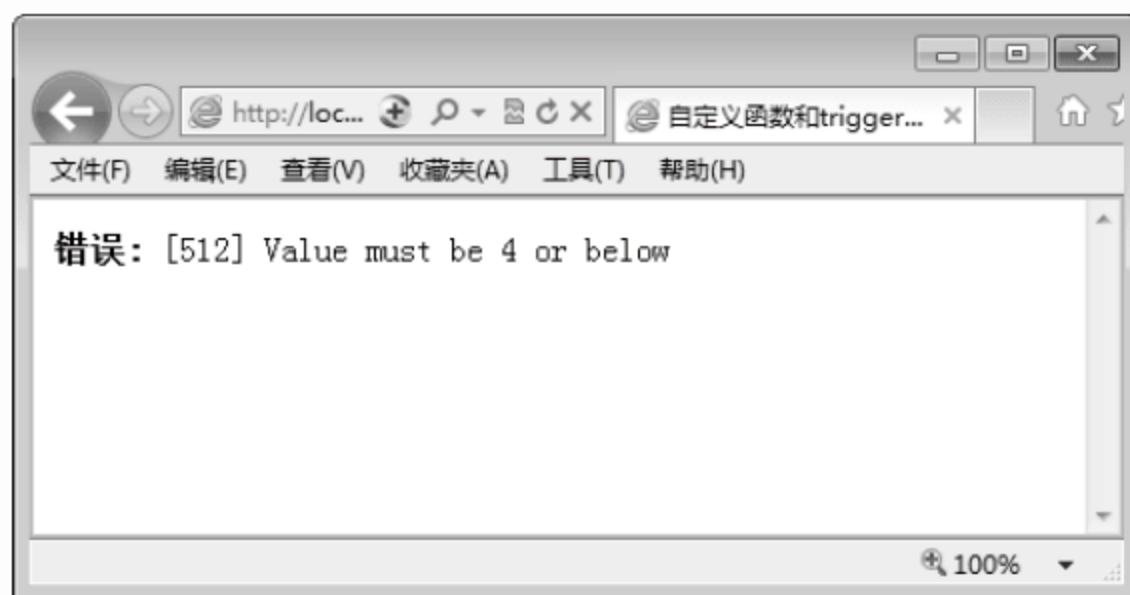 http://loc...
自定义函数和trigger...
文件(F) 编辑(E) 查看(V) 收藏夹(A) 工具(T) 帮助(H)
错误: [512] Value must be 4 or below
100%